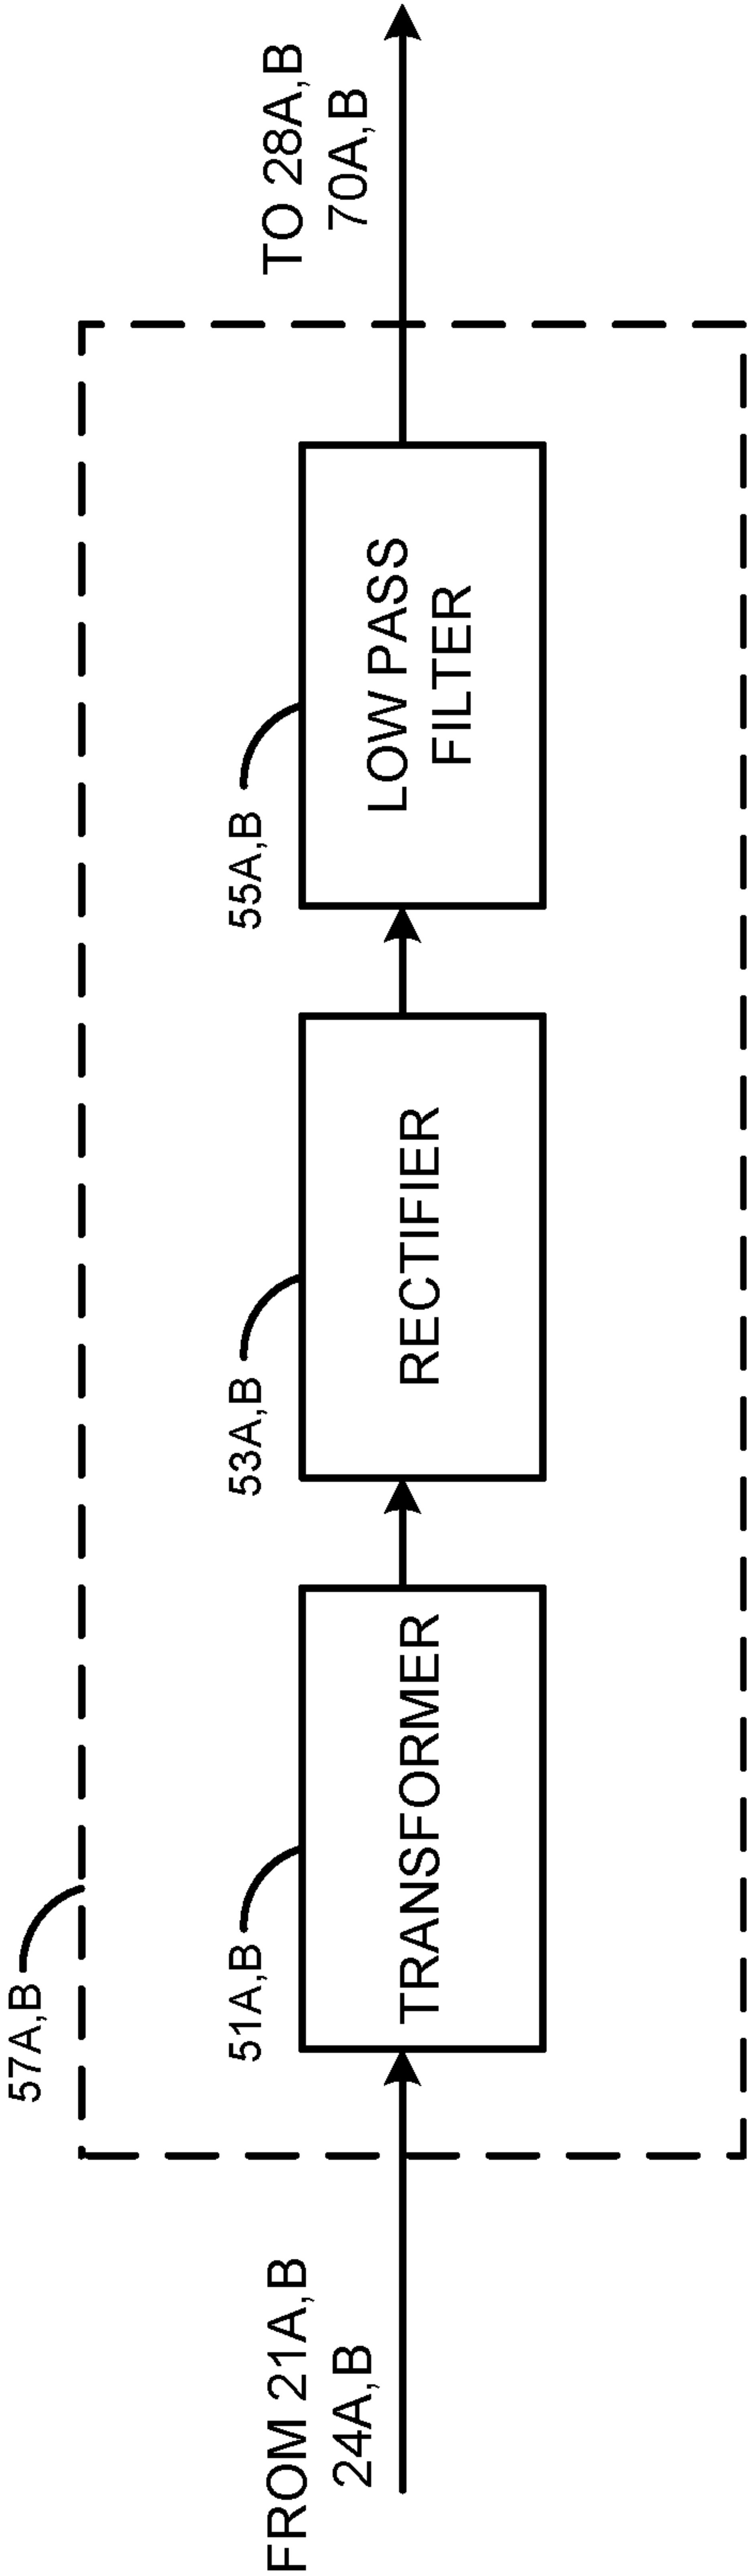 57A,B
FROM 21A,B
24A,B
51A,B
TRANSFORMER
53A,B
RECTIFIER
55A,B
LOW PASS
FILTER
TO 28A,B
70A,B